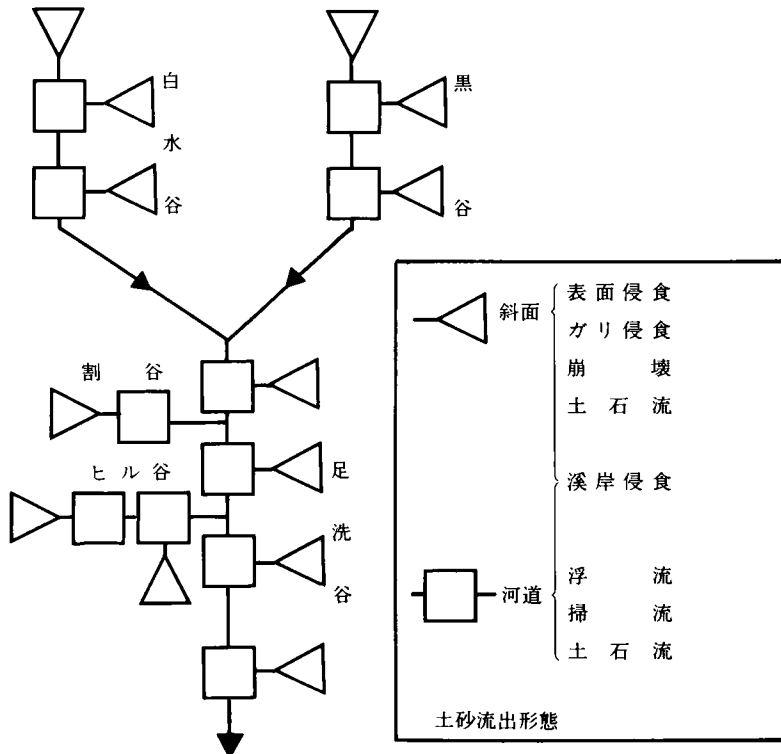 白水谷
黒谷
割谷
ヒル谷
足洗谷
斜面
表面侵食
ガリ侵食
崩壊
土石流
渓岸侵食
河道
浮流
掃流
土石流
土砂流出形態